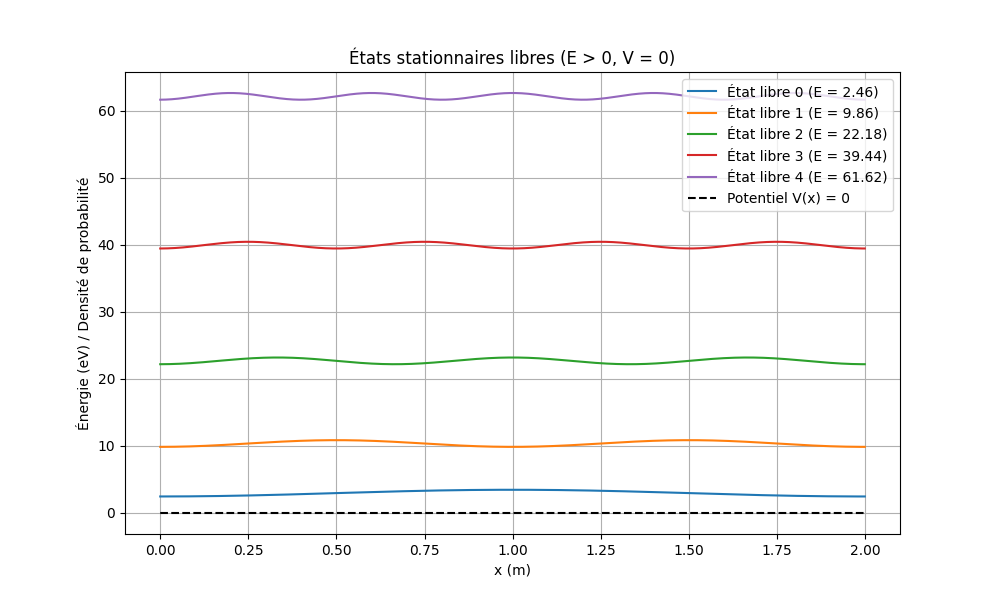 États stationnaires libres (E > 0, V = 0)
Énergie (eV) / Densité de probabilité
60
50
40
30
20
10
0
État libre 0 (E = 2.46)
État libre 1 (E = 9.86)
État libre 2 (E = 22.18)
État libre 3 (E = 39.44)
État libre 4 (E = 61.62)
Potentiel V(x) = 0
0.00 0.25 0.50 0.75 1.00 1.25 1.50 1.75 2.00
x (m)